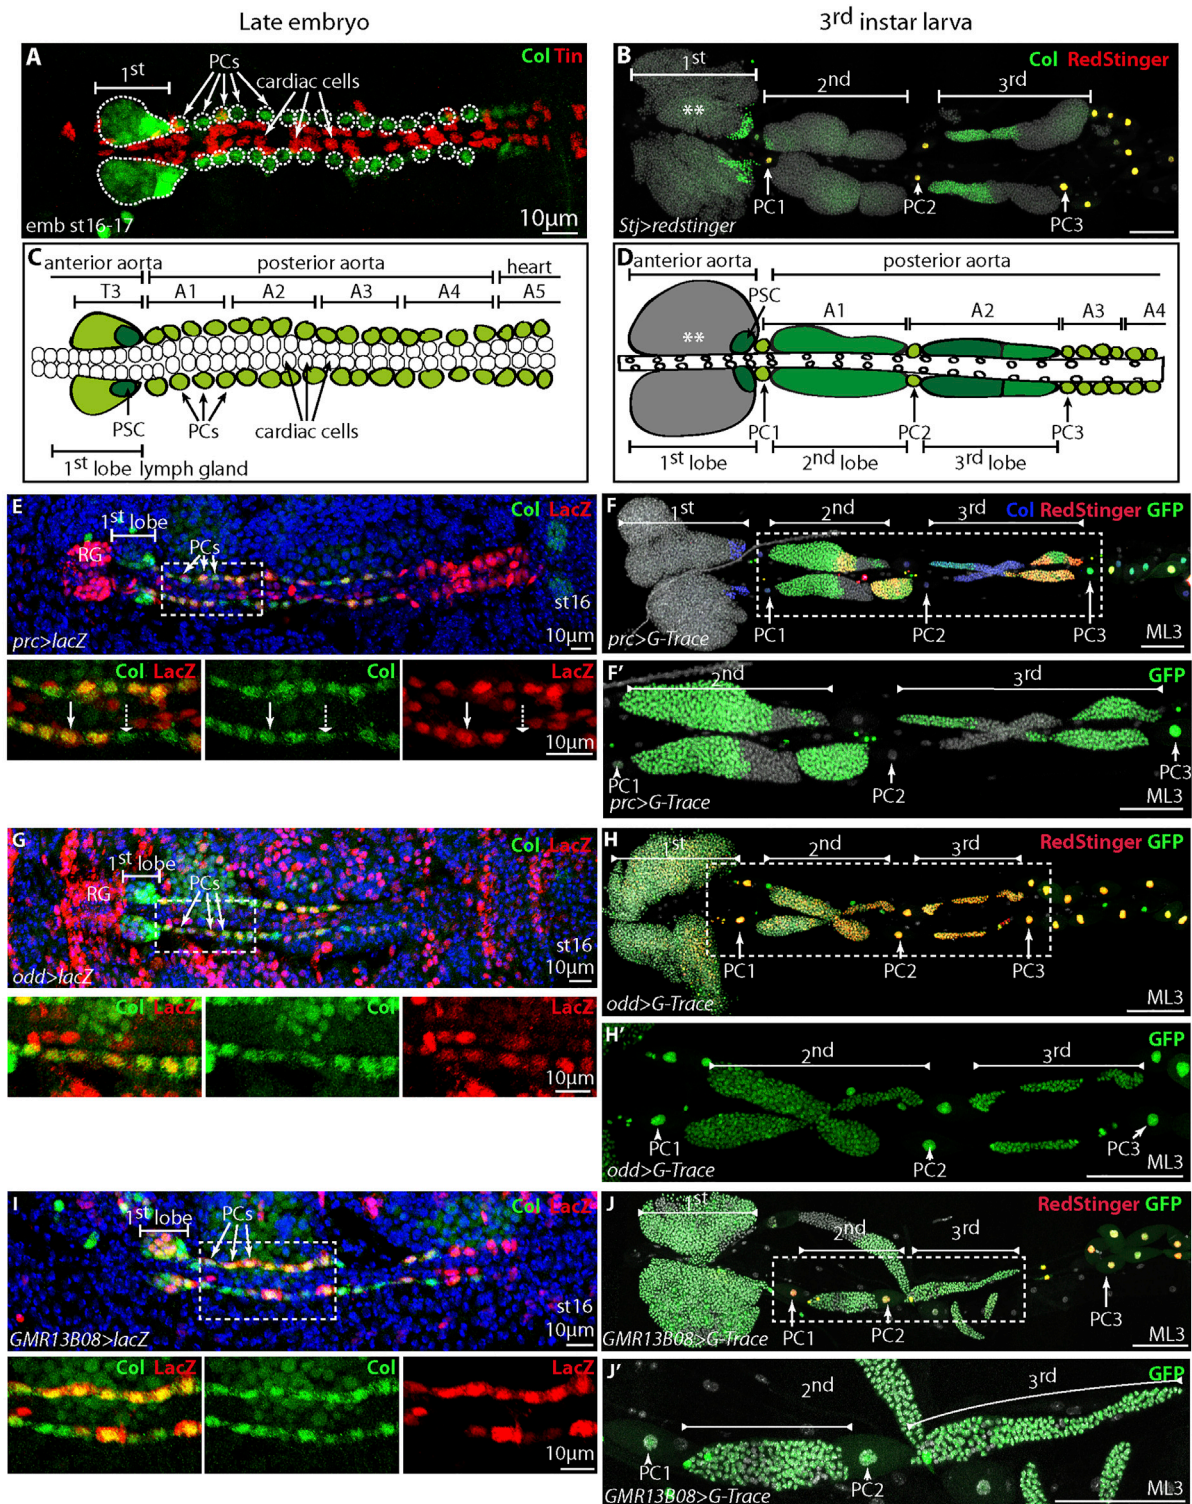 Late embryo
3rd instar larva
A
Col Tin
1st
PCs
cardiac cells
emb st16-17
10µm
B
Col RedStinger
1st
2nd
3rd
**
PC1
PC2
PC3
Stj>redstinger
C
anterior aorta
posterior aorta
heart
T3
A1
A2
A3
A4
A5
PSC
PCs
cardiac cells
1st lobe lymph gland
D
anterior aorta
posterior aorta
PSC
A1
A2
A3
A4
**
PC1
PC2
PC3
1st lobe
2nd lobe
3rd lobe
E
Col LacZ
1st lobe
RG
PCs
st16
prc>lacZ
10µm
Col LacZ
Col
LacZ
10µm
F
Col RedStinger GFP
1st
2nd
3rd
PC1
PC2
PC3
prc>G-Trace
ML3
F'
GFP
2nd
3rd
PC1
PC2
PC3
prc>G-Trace
ML3
G
Col LacZ
1st lobe
RG
PCs
st16
odd>lacZ
10µm
Col LacZ
Col
LacZ
10µm
H
RedStinger GFP
1st
2nd
3rd
PC1
PC2
PC3
odd>G-Trace
ML3
H'
GFP
2nd
3rd
PC1
PC2
PC3
odd>G-Trace
ML3
I
Col LacZ
1st lobe
PCs
st16
GMR13B08>lacZ
10µm
Col LacZ
Col
LacZ
10µm
J
RedStinger GFP
1st
2nd
3rd
PC1
PC2
PC3
GMR13B08>G-Trace
ML3
J'
GFP
2nd
3rd
PC1
PC2
GMR13B08>G-Trace
ML3